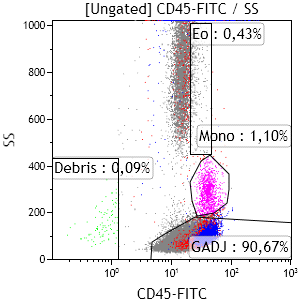 [Ungated] CD45-FITC / SS
Eo : 0,43%
1000
800
Mono : 1,10%
600
SS
400
Debris : 0,09%
200
GADJ : 90,67%
0
10⁰ 10¹ 10² 10³
CD45-FITC